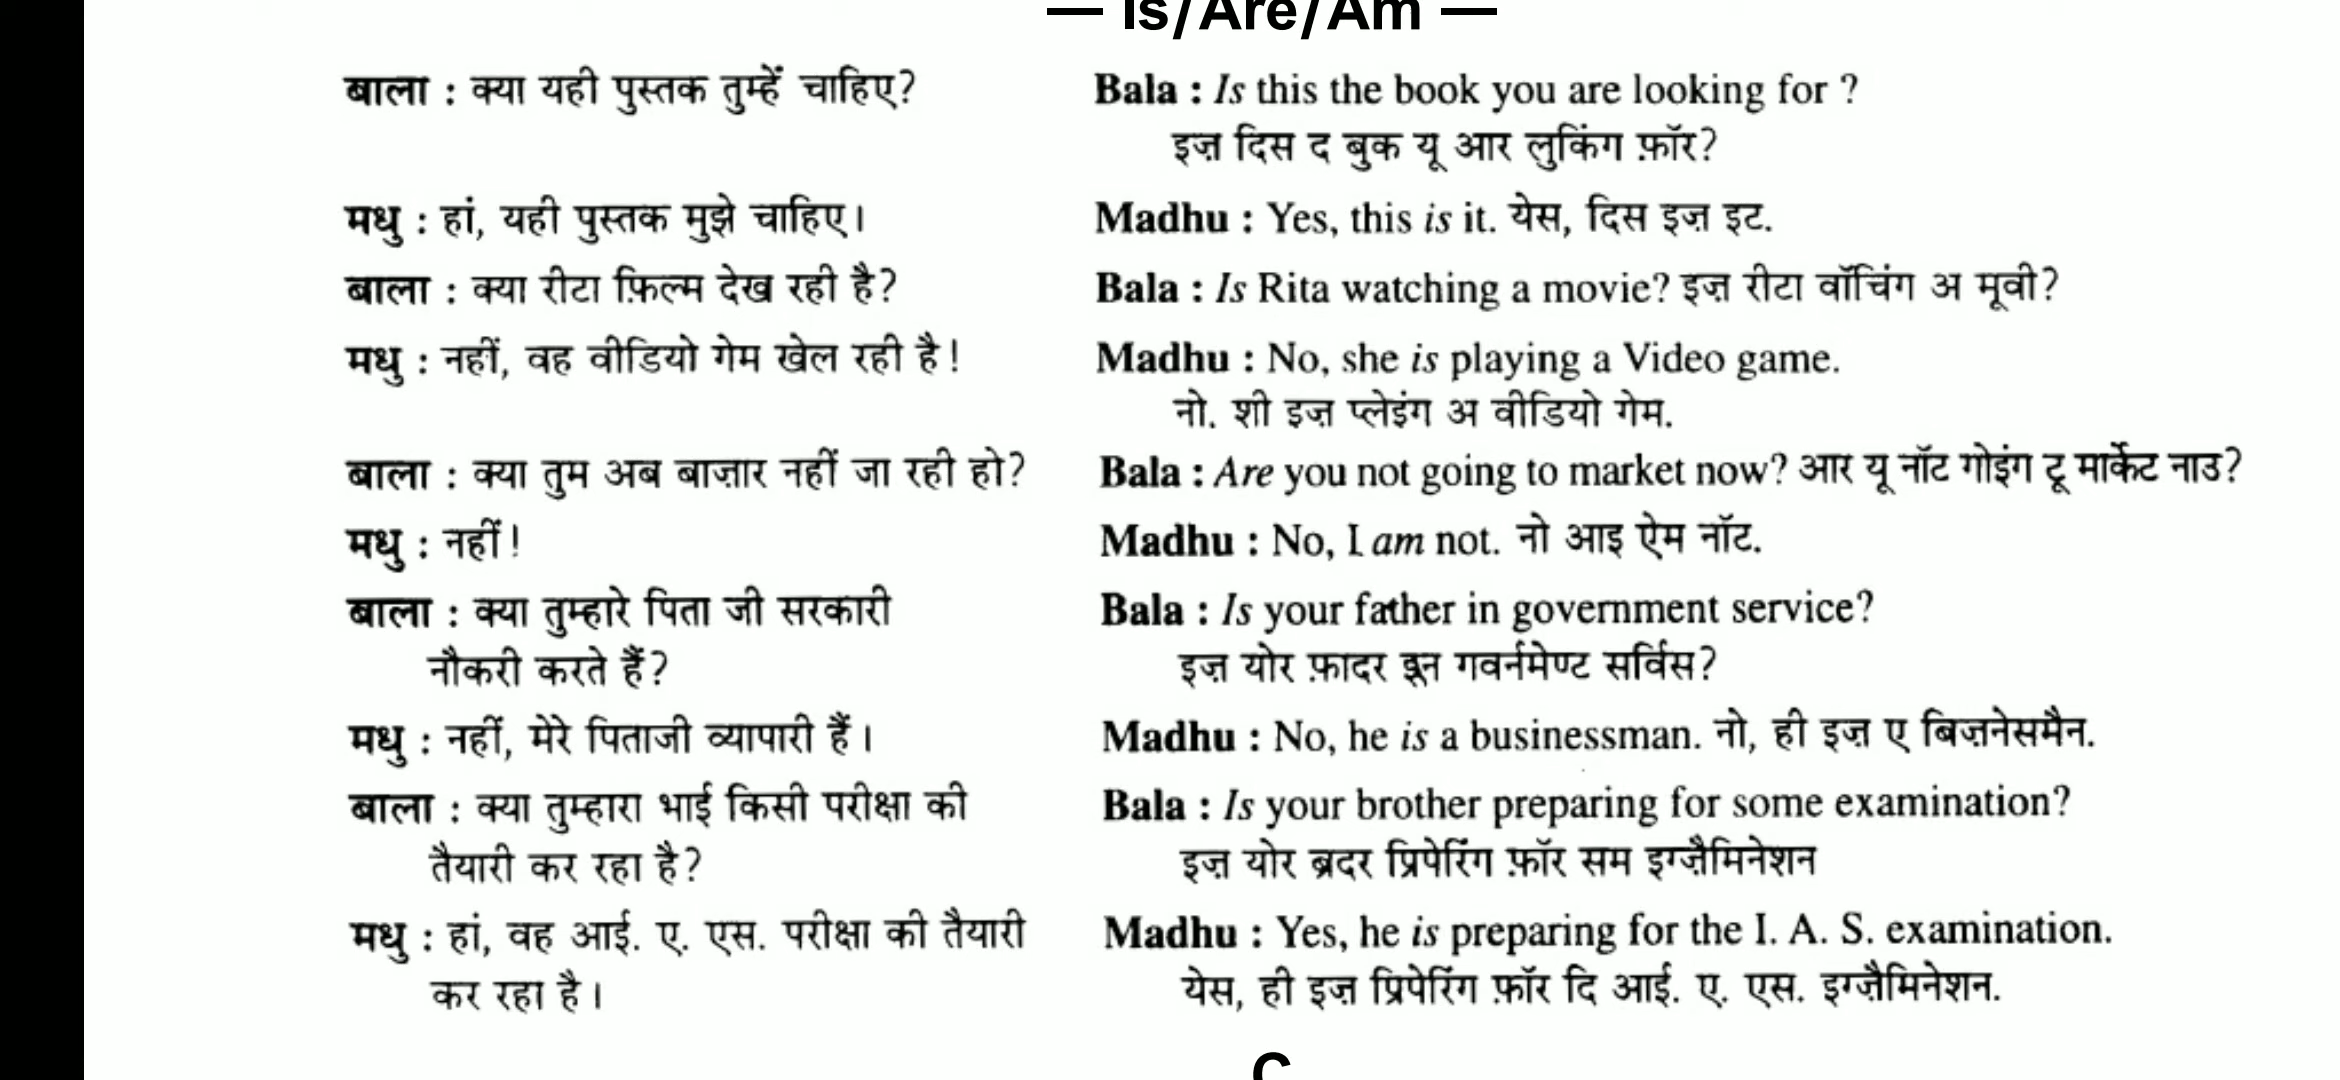 — Is/Are/Am —
बाला : क्या यही पुस्तक तुम्हें चाहिए?
Bala : Is this the book you are looking for ?
इज़ दिस द बुक यू आर लुकिंग फ़ॉर?
मधु : हां, यही पुस्तक मुझे चाहिए।
Madhu : Yes, this is it. येस, दिस इज़ इट.
बाला : क्या रीटा फ़िल्म देख रही है?
Bala : Is Rita watching a movie? इज़ रीटा वॉचिंग अ मूवी?
मधु : नहीं, वह वीडियो गेम खेल रही है!
Madhu : No, she is playing a Video game.
नो. शी इज़ प्लेइंग अ वीडियो गेम.
बाला : क्या तुम अब बाज़ार नहीं जा रही हो?
Bala : Are you not going to market now? आर यू नॉट गोइंग टू मार्केट नाउ?
मधु : नहीं!
Madhu : No, I am not. नो आइ ऐम नॉट.
बाला : क्या तुम्हारे पिता जी सरकारी
नौकरी करते हैं?
Bala : Is your father in government service?
इज़ योर फ़ादर इन गवर्नमेण्ट सर्विस?
मधु : नहीं, मेरे पिताजी व्यापारी हैं।
Madhu : No, he is a businessman. नो, ही इज़ ए बिज़नेसमैन.
बाला : क्या तुम्हारा भाई किसी परीक्षा की
तैयारी कर रहा है?
Bala : Is your brother preparing for some examination?
इज़ योर ब्रदर प्रिपेरिंग फ़ॉर सम इग्ज़ैमिनेशन
मधु : हां, वह आई. ए. एस. परीक्षा की तैयारी
कर रहा है।
Madhu : Yes, he is preparing for the I. A. S. examination.
येस, ही इज़ प्रिपेरिंग फ़ॉर दि आई. ए. एस. इग्ज़ैमिनेशन.